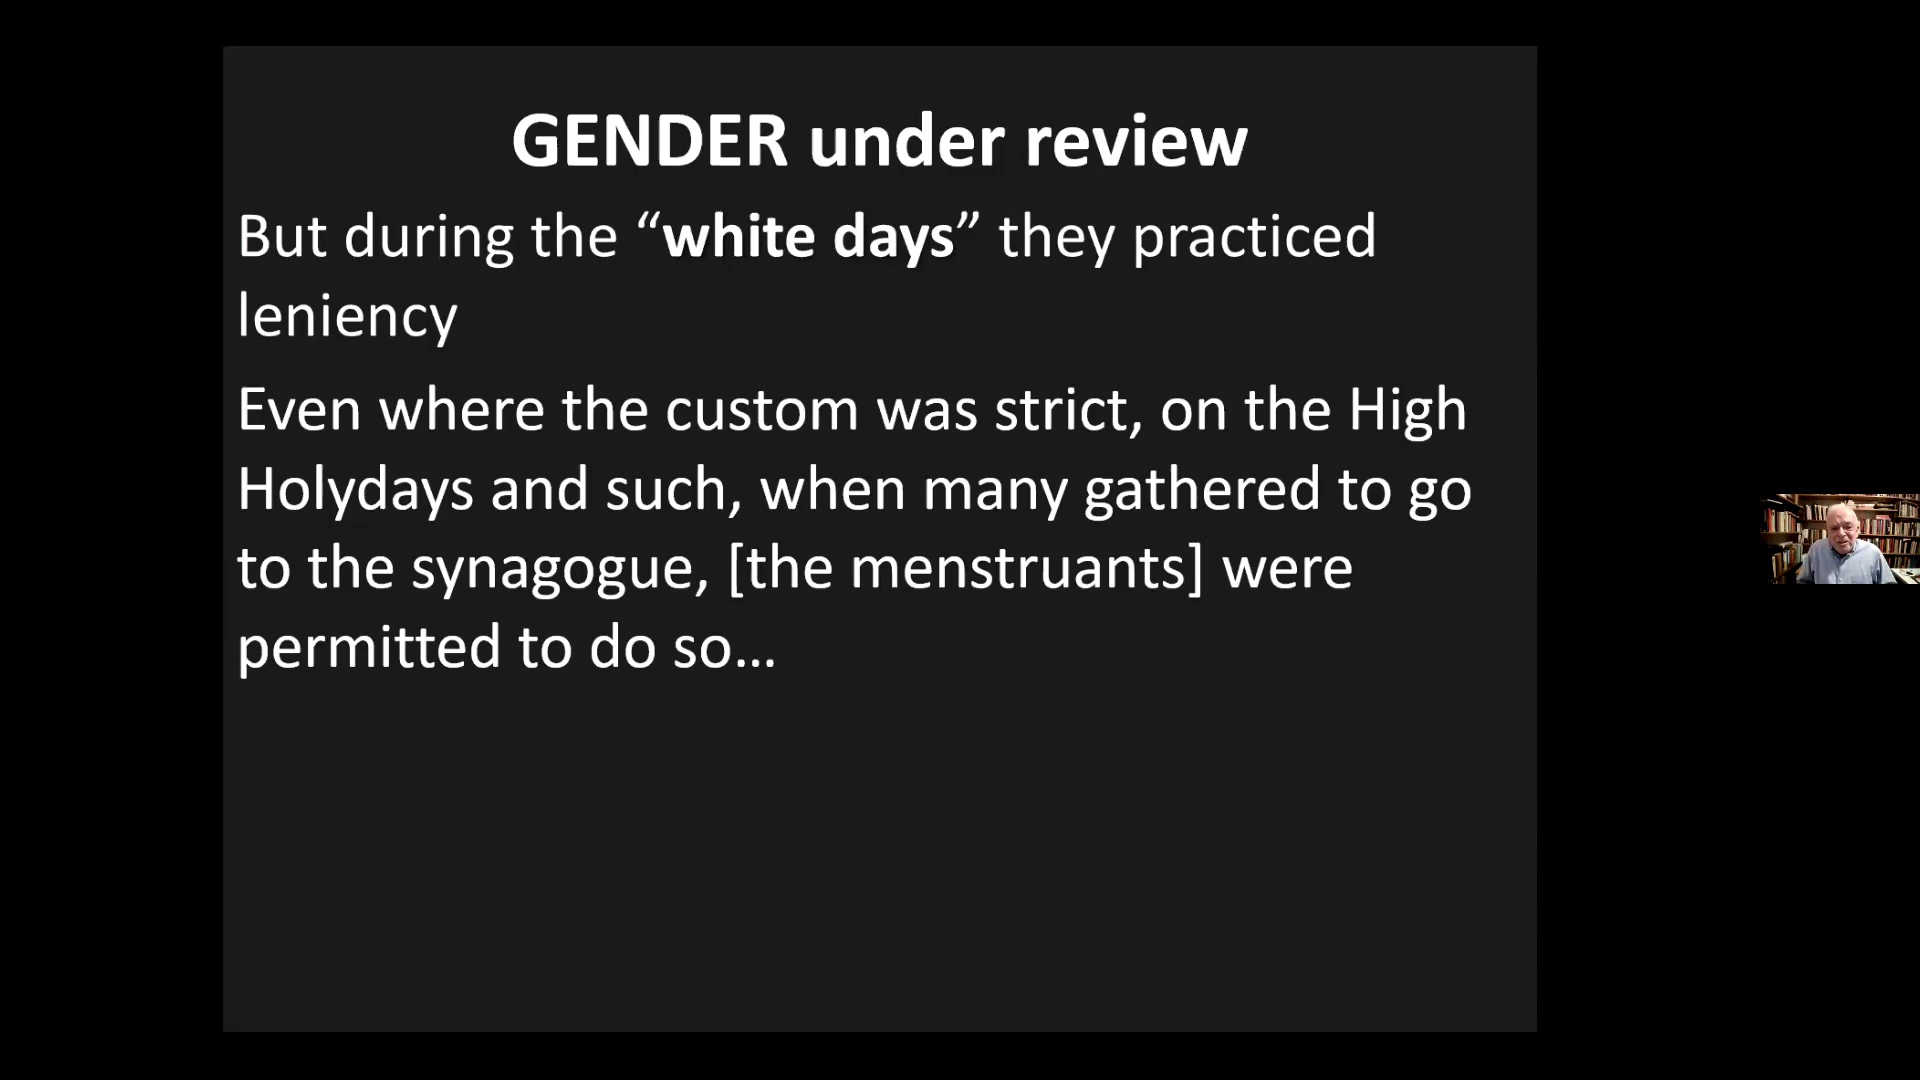 GENDER under review
But during the “white days” they practiced
leniency
Even where the custom was strict, on the High
Holydays and such, when many gathered to go
to the synagogue, [the menstruants] were
permitted to do so...